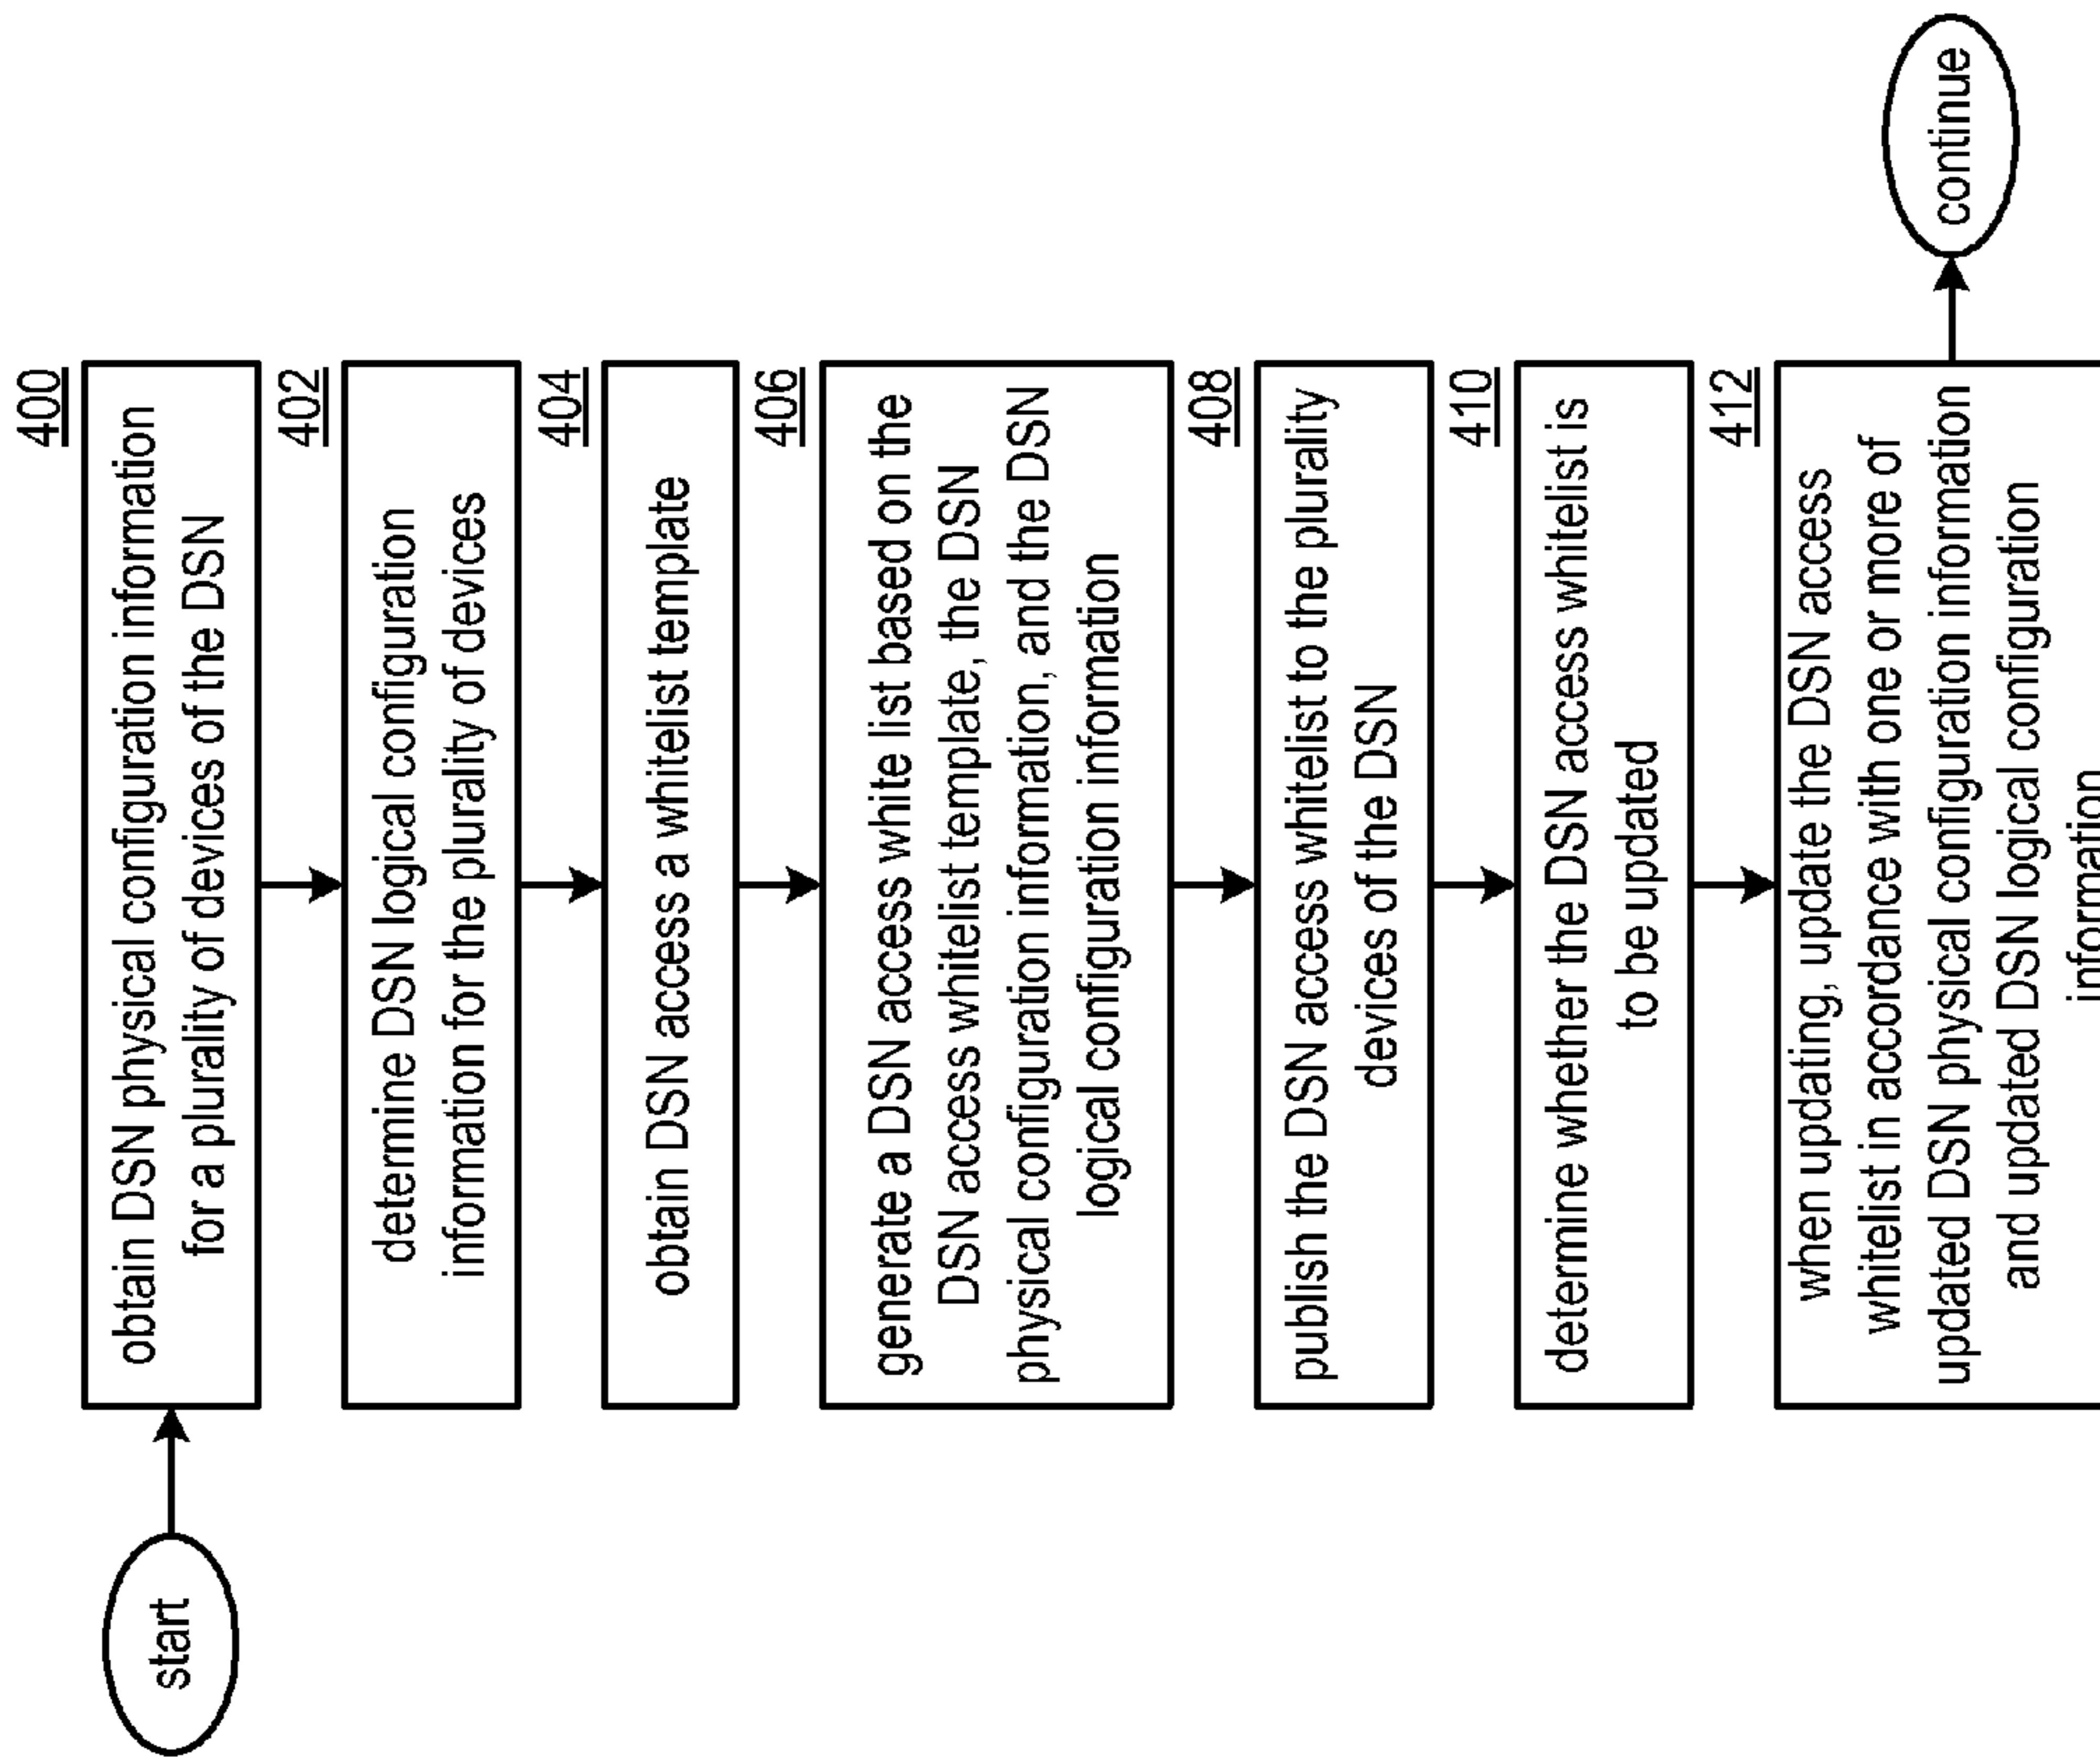 start
400
obtain DSN physical configuration information
for a plurality of devices of the DSN
402
determine DSN logical configuration
information for the plurality of devices
404
obtain DSN access a whitelist template
406
generate a DSN access white list based on the
DSN access whitelist template, the DSN
physical configuration information, and the DSN
logical configuration information
408
publish the DSN access whitelist to the plurality
devices of the DSN
410
determine whether the DSN access whitelist is
to be updated
412
when updating, update the DSN access
whitelist in accordance with one or more of
updated DSN physical configuration information
and updated DSN logical configuration
information
continue